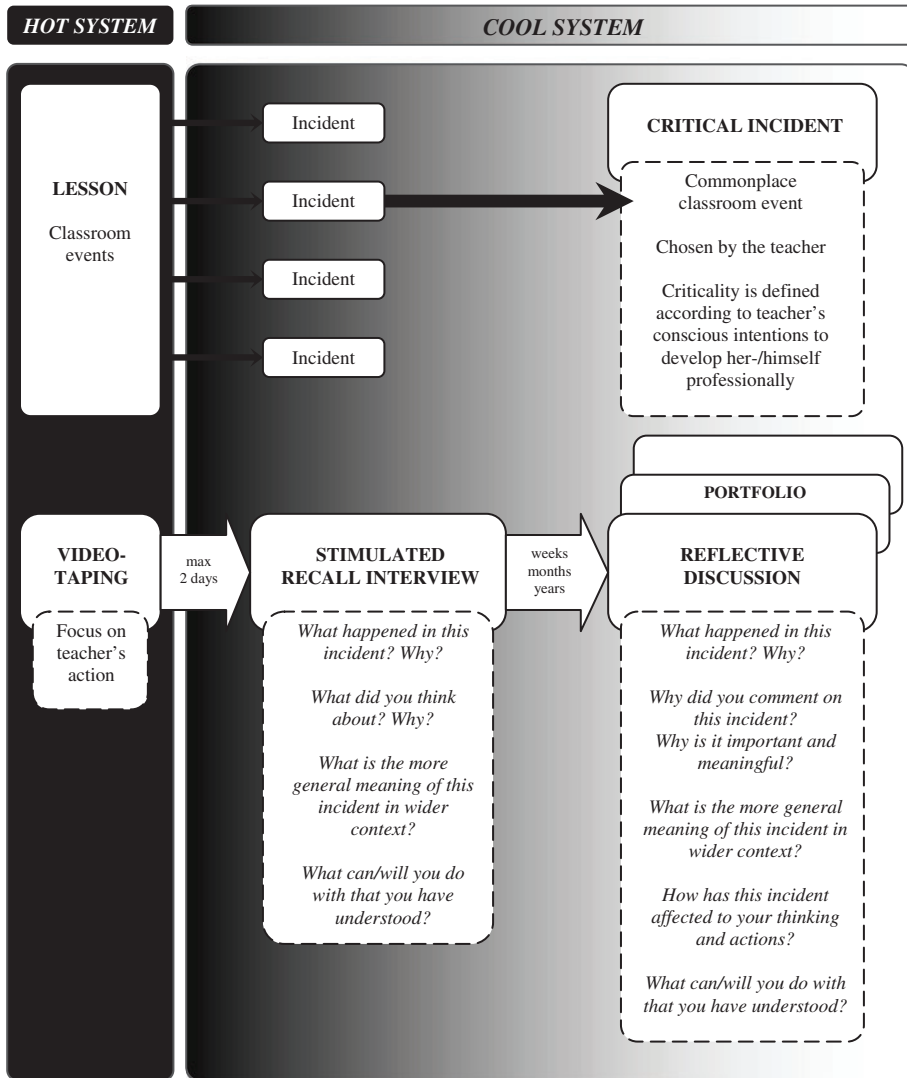 HOT SYSTEM
COOL SYSTEM
LESSON
Classroom
events
Incident
Incident
Incident
Incident
CRITICAL INCIDENT
Commonplace
classroom event
Chosen by the teacher
Criticality is defined
according to teacher's
conscious intentions to
develop her-/himself
professionally
VIDEO-
TAPING
Focus on
teacher's
action
max
2 days
STIMULATED
RECALL INTERVIEW
What happened in this
incident? Why?
What did you think
about? Why?
What is the more
general meaning of this
incident in wider
context?
What can/will you do
with that you have
understood?
weeks
months
years
PORTFOLIO
REFLECTIVE
DISCUSSION
What happened in this
incident? Why?
Why did you comment on
this incident?
Why is it important and
meaningful?
What is the more general
meaning of this incident in
wider context?
How has this incident
affected to your thinking
and actions?
What can/will you do with
that you have understood?